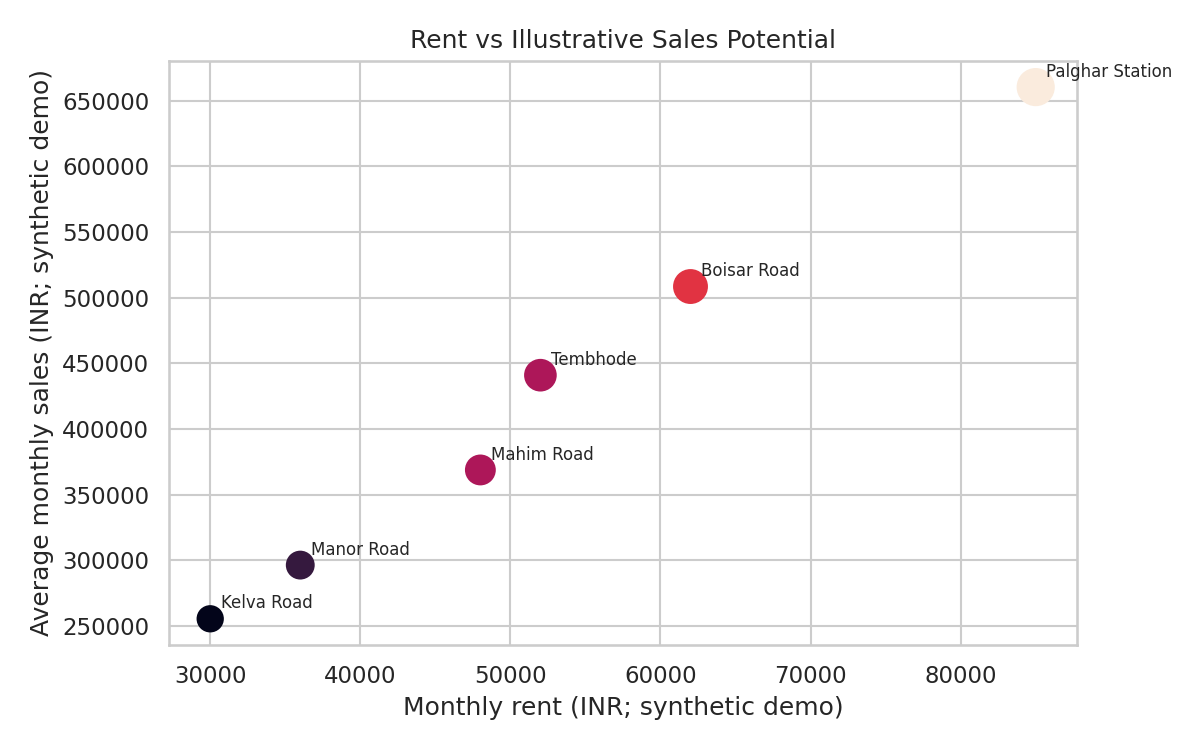 Rent vs Illustrative Sales Potential
Palghar Station
Boisar Road
Tembhode
Mahim Road
Manor Road
Kelva Road
Average monthly sales (INR; synthetic demo)
650000
600000
550000
500000
450000
400000
350000
300000
250000
30000 40000 50000 60000 70000 80000
Monthly rent (INR; synthetic demo)